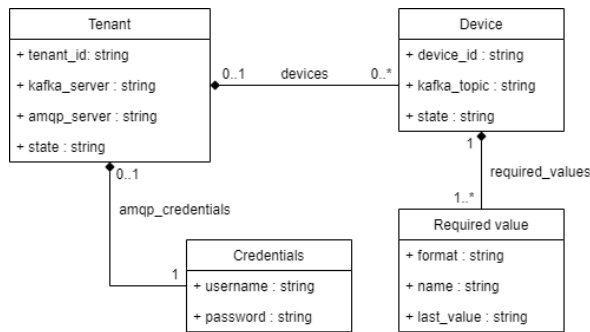 Tenant
+ tenant_id: string
+ kafka_server : string
+ amqp_server : string
+ state : string
0..1
devices
0..*
Device
+ device_id : string
+ kafka_topic : string
+ state : string
0..1
amqp_credentials
1
Credentials
+ username : string
+ password : string
1
required_values
1..*
Required value
+ format : string
+ name : string
+ last_value : string